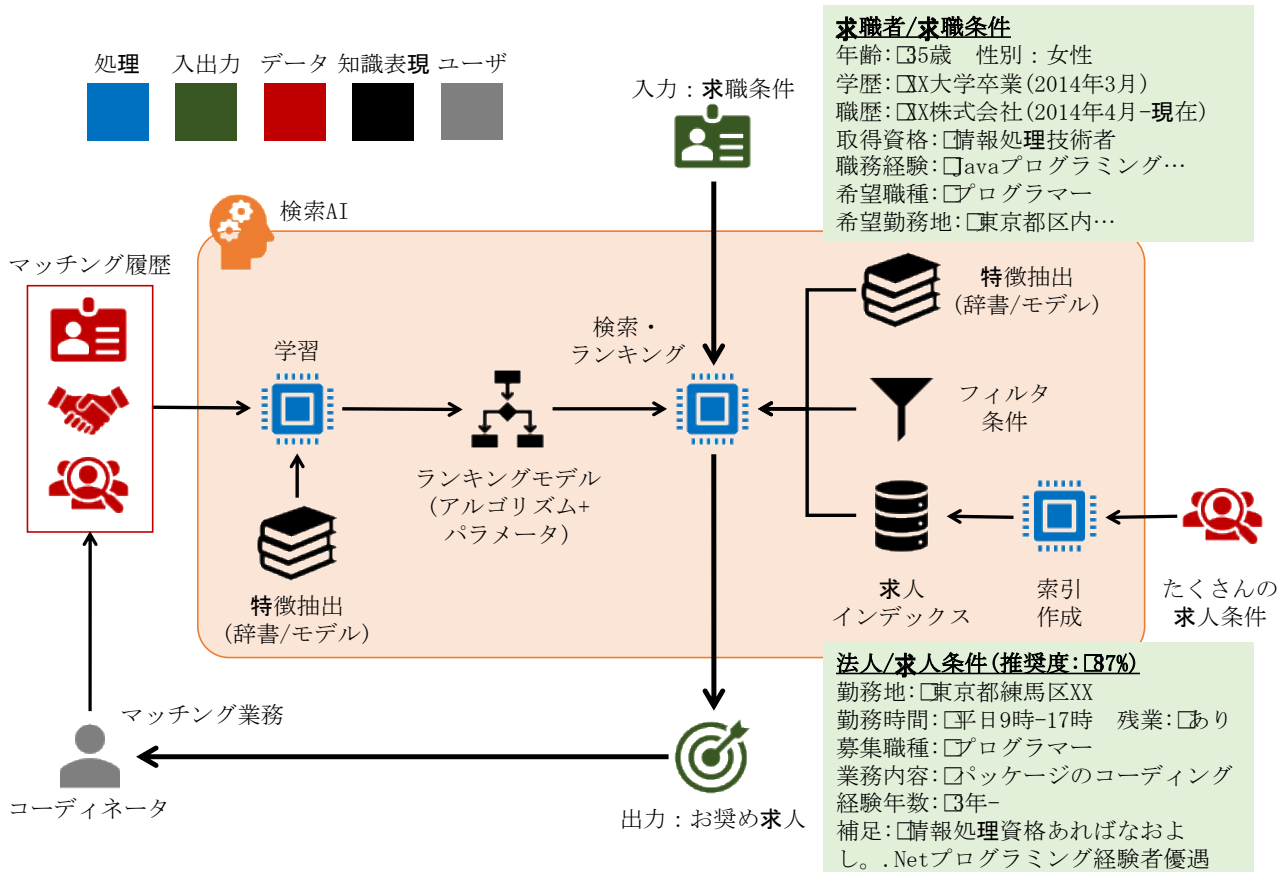 処理
入出力
データ
知識表現
ユーザ
入力：求職条件
求職者/求職条件
年齢:□35歳　性別：女性
学歴:□XX大学卒業(2014年3月)
職歴:□XX株式会社(2014年4月-現在)
取得資格:□情報処理技術者
職務経験:□Javaプログラミング…
希望職種:□プログラマー
希望勤務地:□東京都区内…
検索AI
マッチング履歴
学習
検索・
ランキング
特徴抽出
(辞書/モデル)
フィルタ
条件
ランキングモデル
(アルゴリズム+
パラメータ)
特徴抽出
(辞書/モデル)
求人
インデックス
索引
作成
たくさんの
求人条件
マッチング業務
コーディネータ
出力：お奨め求人
法人/求人条件(推奨度:□87%)
勤務地:□東京都練馬区XX
勤務時間:□平日9時-17時　残業:□あり
募集職種:□プログラマー
業務内容:□パッケージのコーディング
経験年数:□3年-
補足:□情報処理資格あればなおよ
し。.Netプログラミング経験者優遇